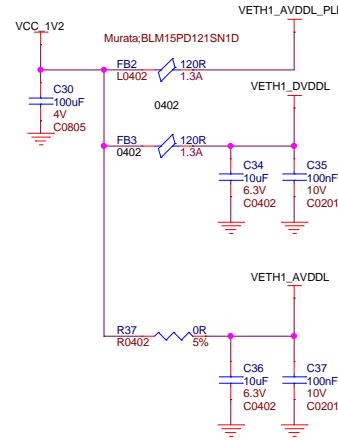 VETH1_AVDDL_PLL
VCC_1V2
Murata;BLM15PD121SN1D
FB2 120R
L0402 1.3A
C30
100uF
4V
C0805
0402
VETH1_DVDDL
FB3 120R
0402 1.3A
C34 C35
10uF 100nF
6.3V 10V
C0402 C0201
VETH1_AVDDL
R37 0R
R0402 5%
C36 C37
10uF 100nF
6.3V 10V
C0402 C0201